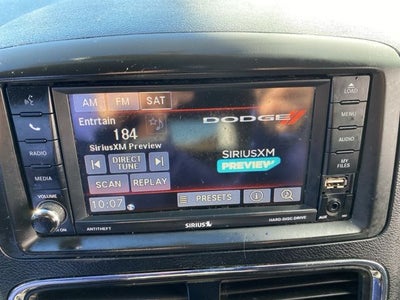 AM FM SAT
LOAD
Entrtain
184
DODGE
MENU
SiriusXM Preview
RADIO
DIRECT TUNE
SIRIUSXM
PREVIEW
AUDIO
MEDIA
SCAN REPLAY
MY FILES
VOLUME
10:07
PRESETS
ANTITHEFT
SIRIUS
HARD DISC DRIVE